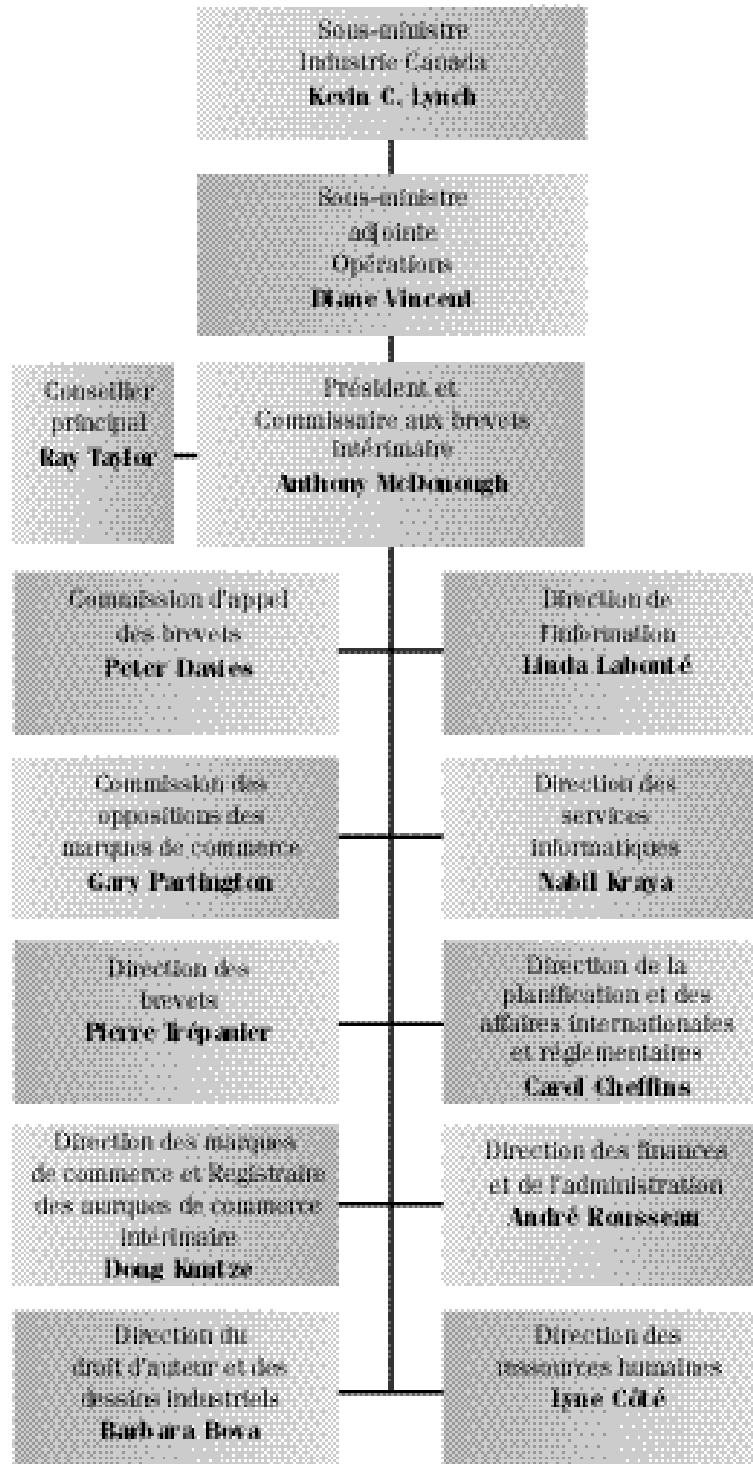 Sous-ministre
Industrie Canada
Kevin C. Lynch
Sous-ministre
adjointe
Opérations
Diane Vincent
Conseiller
principal
Ray Taylor
Président et
Commissaire aux brevets
intérimaire
Anthony McDonough
Commission d'appel
des brevets
Peter Davies
Direction de
l'information
Linda Labonté
Commission des
oppositions des
marques de commerce
Gary Partington
Direction des
services
informatiques
Nabil Kraya
Direction des
brevets
Pierre Trépanier
Direction de la
planification et des
affaires internationales
et réglementaires
Carol Cheffins
Direction des marques
de commerce et Registraire
des marques de commerce
intérimaire
Doug Kuntze
Direction des finances
et de l'administration
André Rousseau
Direction du
droit d'auteur et des
dessins industriels
Barbara Bova
Direction des
ressources humaines
Lyne Côté